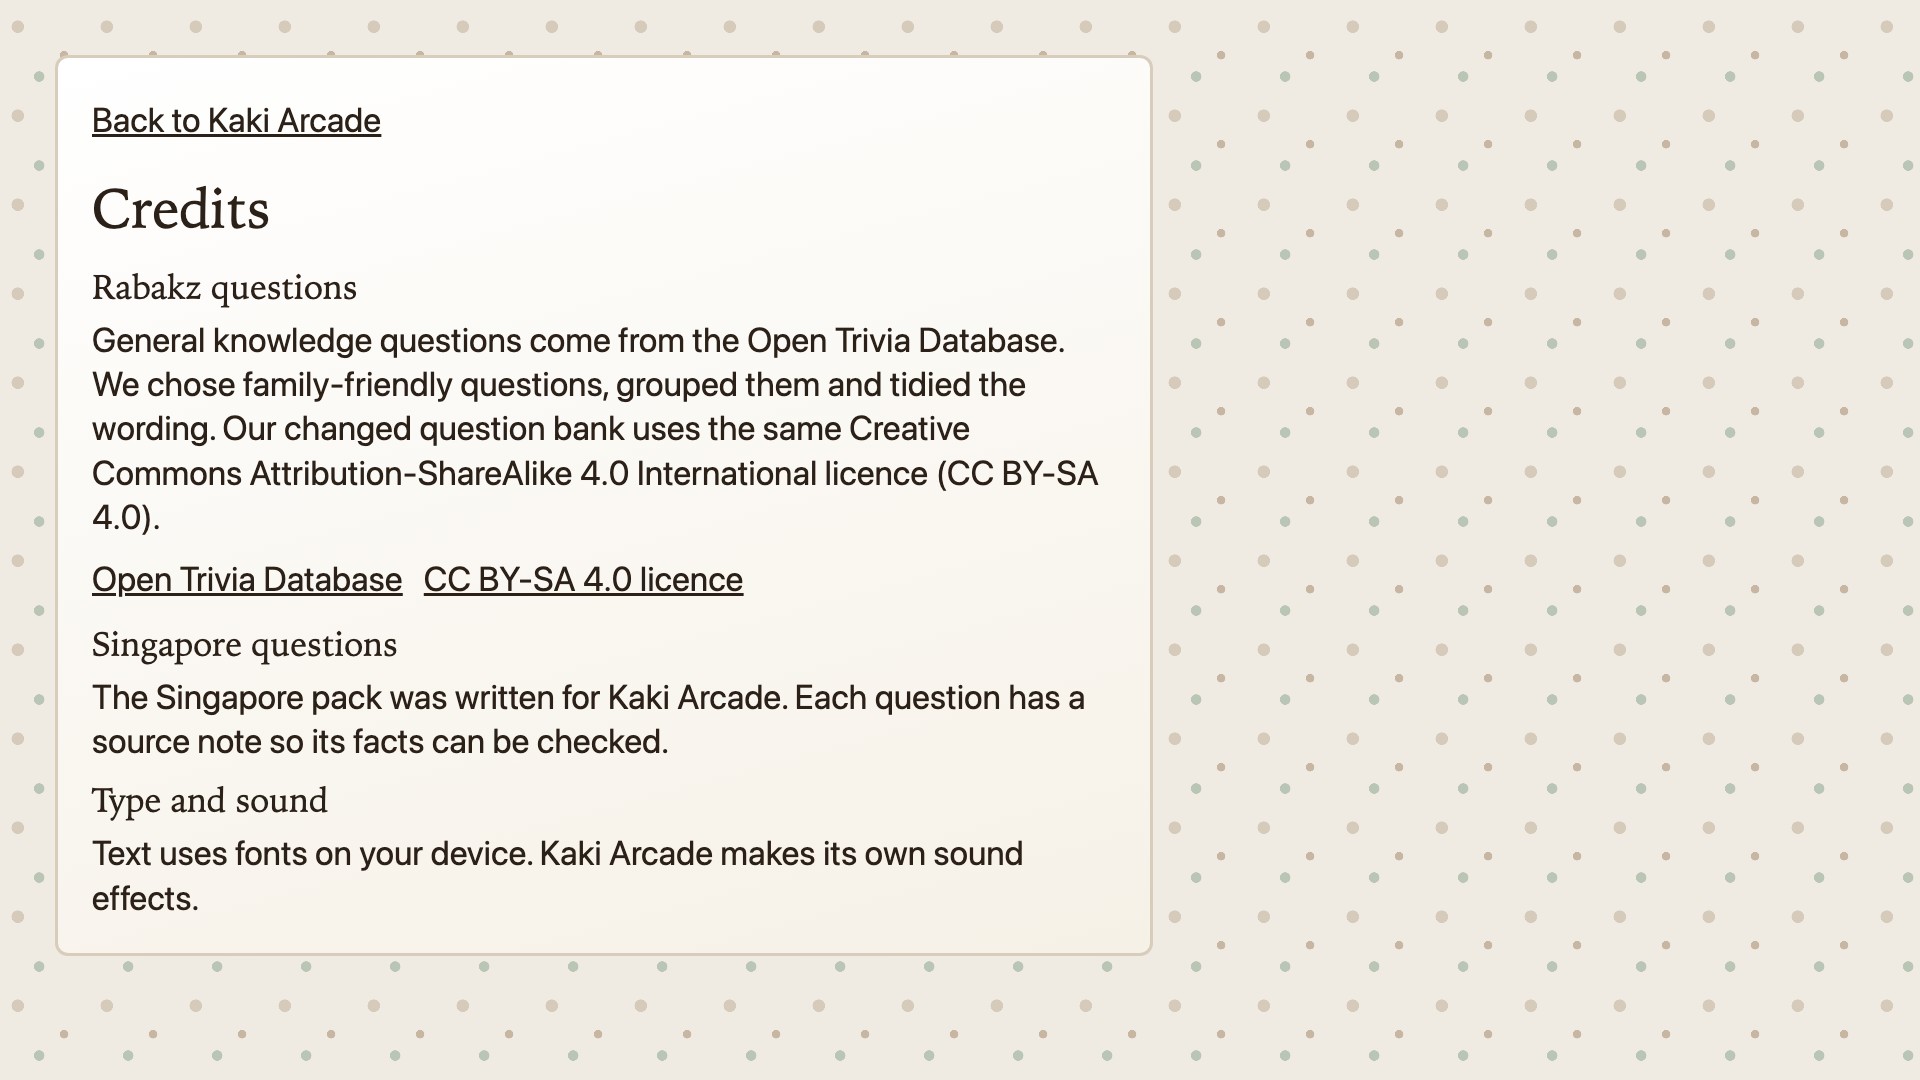 Back to Kaki Arcade
Credits
Rabakz questions
General knowledge questions come from the Open Trivia Database.
We chose family-friendly questions, grouped them and tidied the
wording. Our changed question bank uses the same Creative
Commons Attribution-ShareAlike 4.0 International licence (CC BY-SA
4.0).
Open Trivia Database CC BY-SA 4.0 licence
Singapore questions
The Singapore pack was written for Kaki Arcade. Each question has a
source note so its facts can be checked.
Type and sound
Text uses fonts on your device. Kaki Arcade makes its own sound
effects.